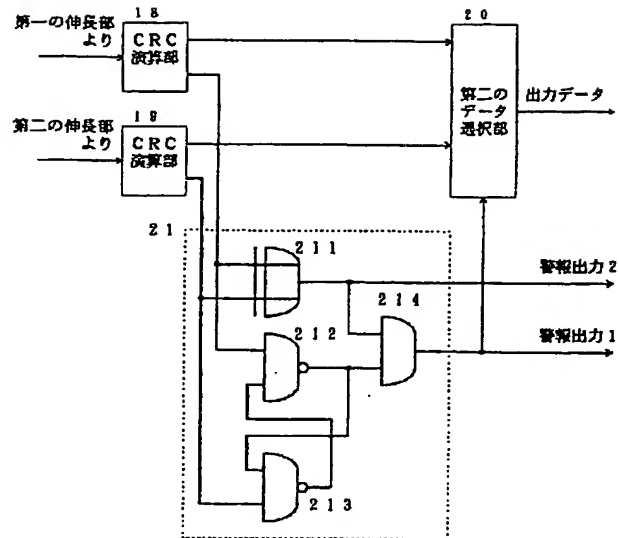 第一の伸長部
より
18
CRC
演算部
20
第二の
データ
選択部
出力データ
第二の伸長部
より
19
CRC
演算部
21
211
警報出力2
214
212
警報出力1
213